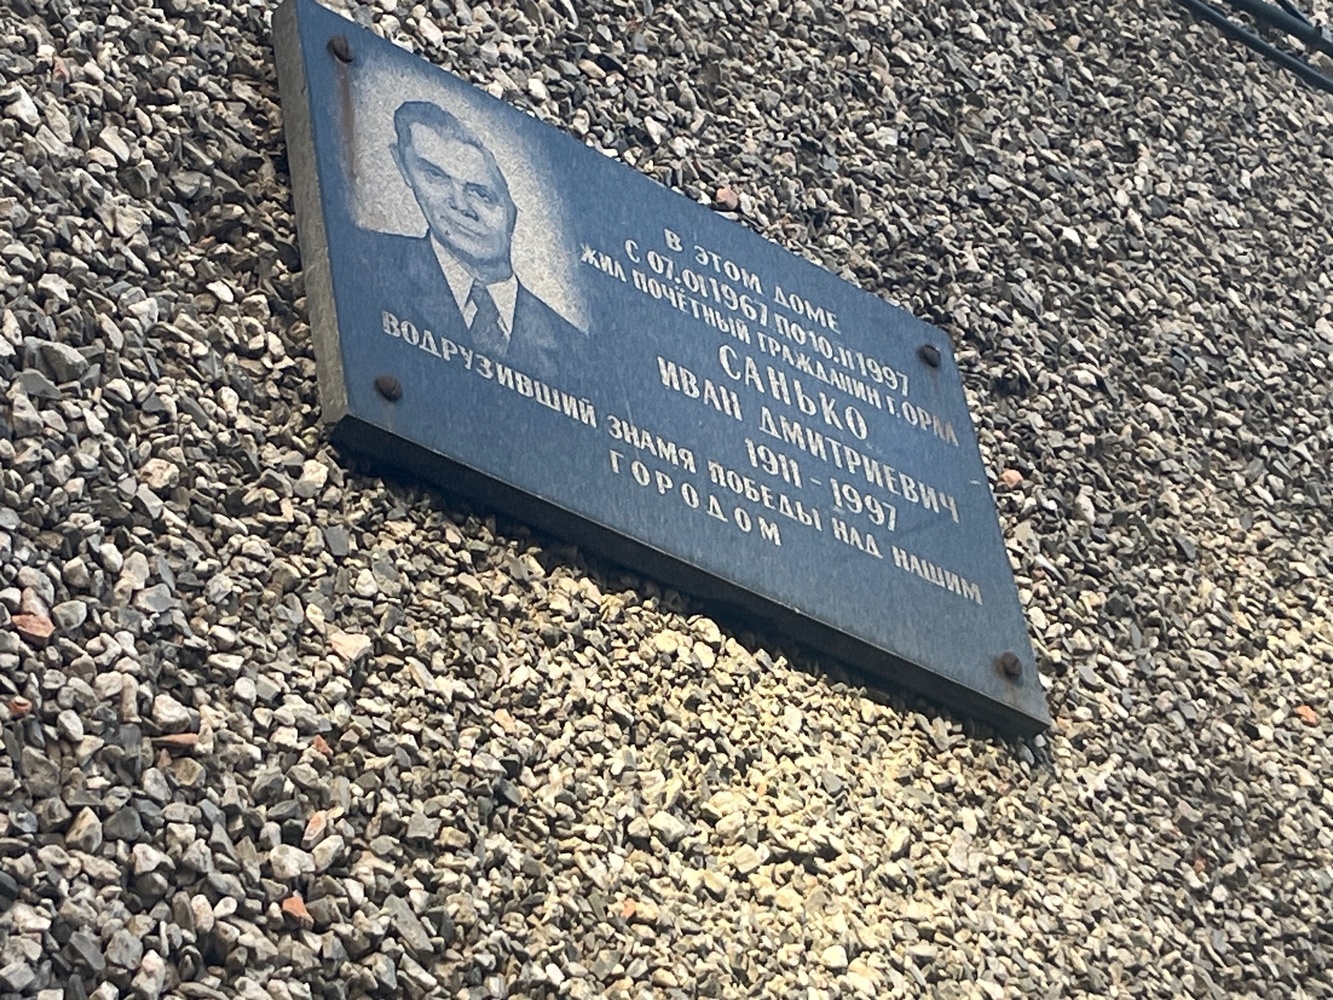 В ЭТОМ ДОМЕ
С 07.01 1967 ПО 10.11 1997
ЖИЛ ПОЧЁТНЫЙ ГРАЖДАНИН Г. ОРЛА
САНЬКО
ИВАН ДМИТРИЕВИЧ
1911 - 1997
ВОДРУЗИВШИЙ ЗНАМЯ ПОБЕДЫ НАД НАШИМ
ГОРОДОМ